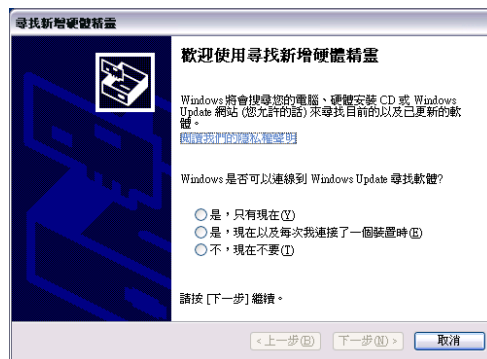 尋找新增硬體精靈
歡迎使用尋找新增硬體精靈
Windows 將會搜尋您的電腦、硬體安裝 CD 或 Windows
Update 網站 (您允許的話) 來尋找目前的以及已更新的軟
體。
閱讀我們的隱私權聲明
Windows 是否可以連線到 Windows Update 尋找軟體?
是，只有現在(Y)
是，現在以及每次我連接了一個裝置時(E)
不，現在不要(T)
請按 [下一步] 繼續。
<上一步(B) 下一步(N)> 取消